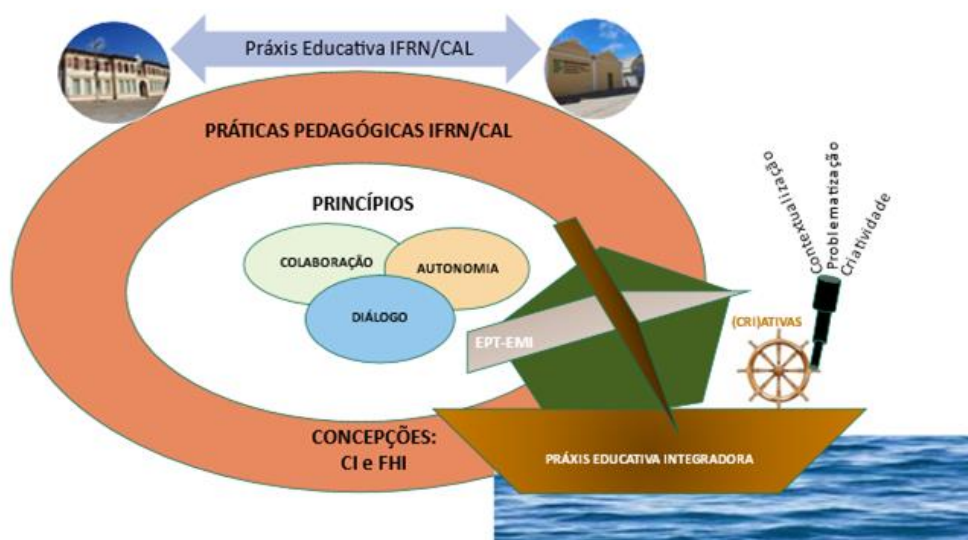 Práxis Educativa IFRN/CAL
PRÁTICAS PEDAGÓGICAS IFRN/CAL
PRINCÍPIOS
COLABORAÇÃO
AUTONOMIA
DIÁLOGO
Contextualização
Problematização
Criatividade
(CRI)ATIVAS
EPT-EMI
CONCEPÇÕES:
CI e FHI
PRÁXIS EDUCATIVA INTEGRADORA